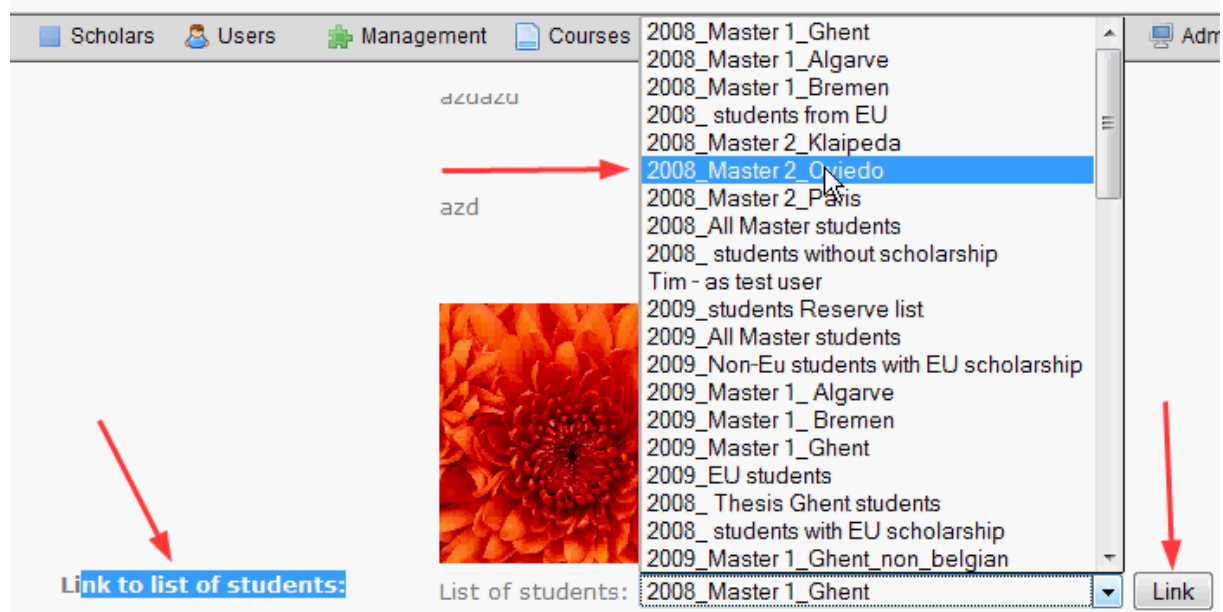 Scholars Users Management Courses Adm
azdazd
azd
2008_Master 1_Ghent
2008_Master 1_Algarve
2008_Master 1_Bremen
2008_ students from EU
2008_Master 2_Klaipeda
2008_Master 2_Oviedo
2008_Master 2_Paris
2008_All Master students
2008_ students without scholarship
Tim - as test user
2009_students Reserve list
2009_All Master students
2009_Non-Eu students with EU scholarship
2009_Master 1_ Algarve
2009_Master 1_ Bremen
2009_Master 1_Ghent
2009_EU students
2008_ Thesis Ghent students
2008_ students with EU scholarship
2009_Master 1_Ghent_non_belgian
Link to list of students: List of students: 2008_Master 1_Ghent Link